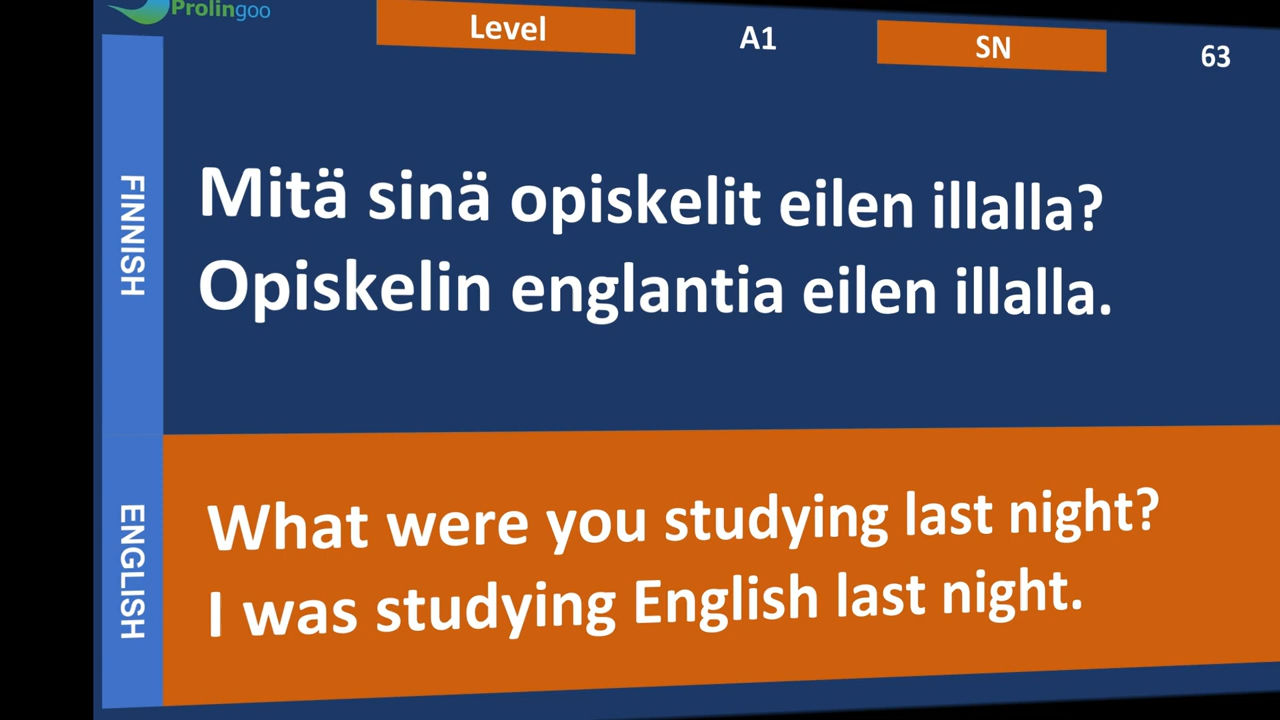 Prolingoo
Level
A1
SN
63
FINNISH
Mitä sinä opiskelit eilen illalla?
Opiskelin englantia eilen illalla.
ENGLISH
What were you studying last night?
I was studying English last night.